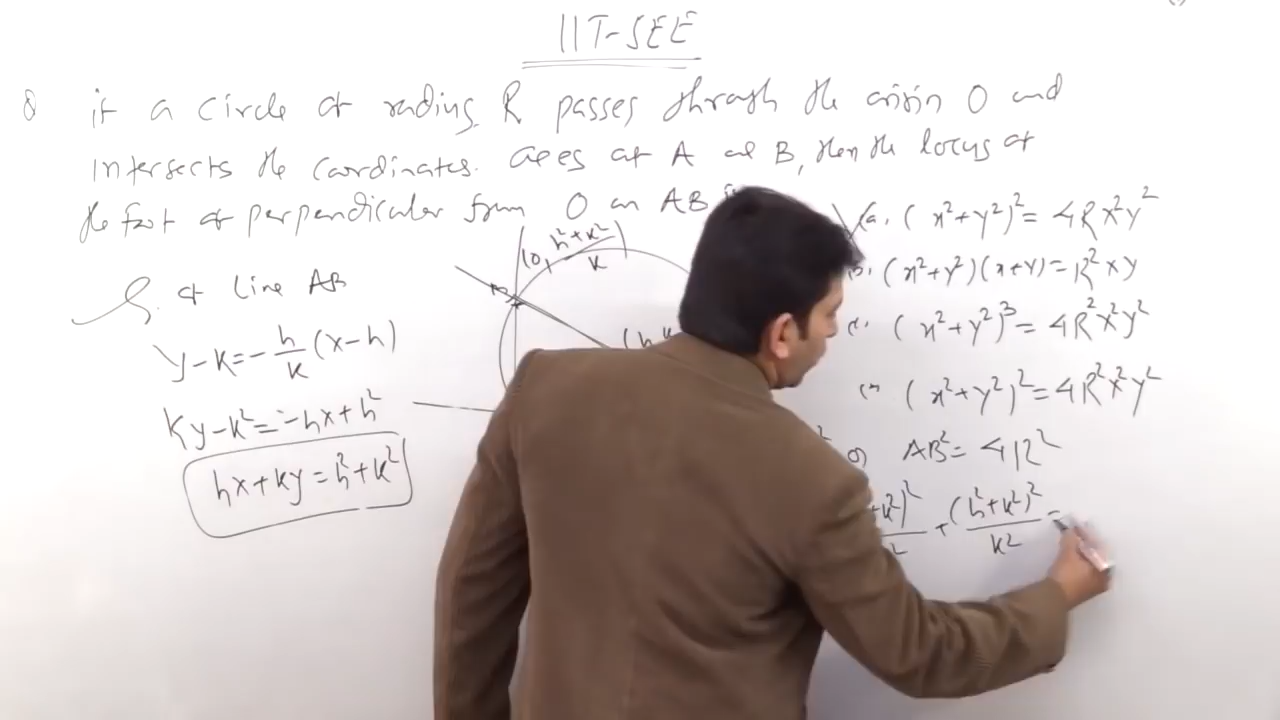 IIT-JEE
Q if a circle of radius R passes through the origin O and
intersects the coordinates. axes at A and B, then the locus of
the foot of perpendicular from O on AB is
a. (x²+y²)² = 4Rx²y²
b. (x²+y²)(x+y) = R²xy
c. (x²+y²)³ = 4R²x²y²
(x²+y²)² = 4R²x²y²
of line AB
y-k = -h/k (x-h)
ky-k² = -hx+h²
hx+ky = h²+k²
(0, h²+k²/k)
B
(h,k
AB² = 4R²
+k²)² + (h²+k²)²/k² =